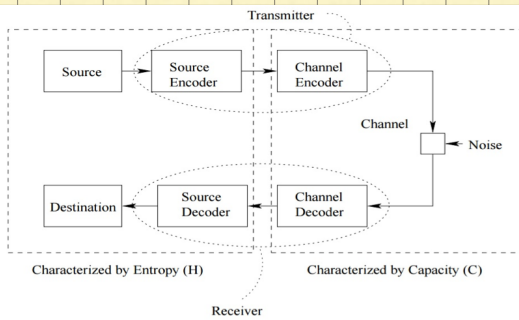 Transmitter
Source
Source
Encoder
Channel
Encoder
Channel
Noise
Destination
Source
Decoder
Channel
Decoder
Characterized by Entropy (H)
Characterized by Capacity (C)
Receiver